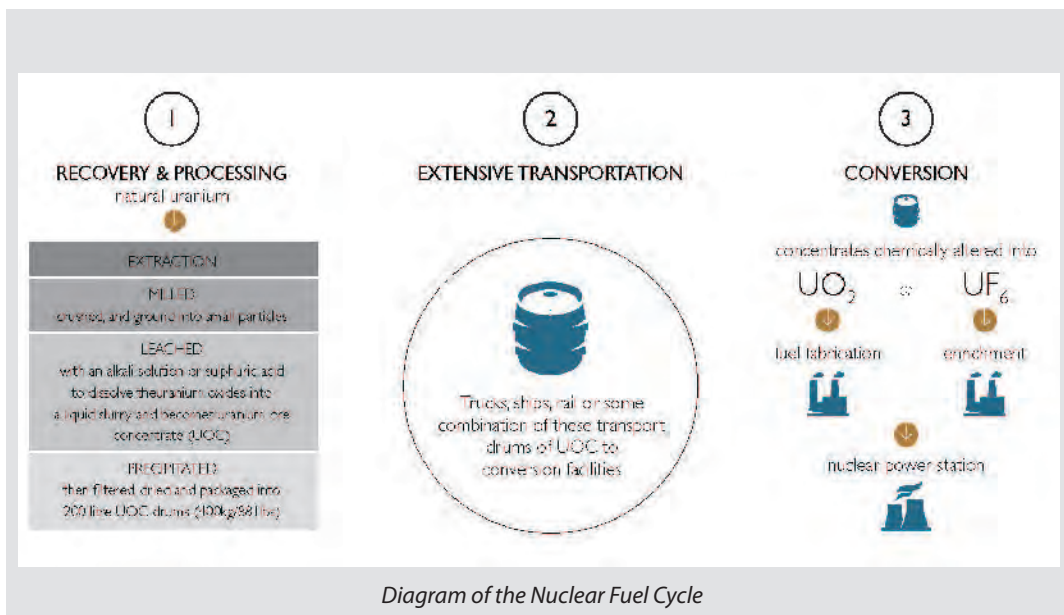 1
RECOVERY & PROCESSING
natural uranium
EXTRACTION
MILLED
crushed, and ground into small particles
LEACHED
with an alkali solution or sulphuric acid
to dissolve theuranium oxides into
a liquid slurry and becomes uranium ore
concentrate (UOC)
PRECIPITATED
then filtered, dried and packaged into
200 litre UOC drums (400kg/881lbs)
2
EXTENSIVE TRANSPORTATION
Trucks, ships, rail or some
combination of these transport
drums of UOC to
conversion facilities
3
CONVERSION
concentrates chemically altered into
UO₂ or UF₆
fuel fabrication enrichment
nuclear power station
Diagram of the Nuclear Fuel Cycle